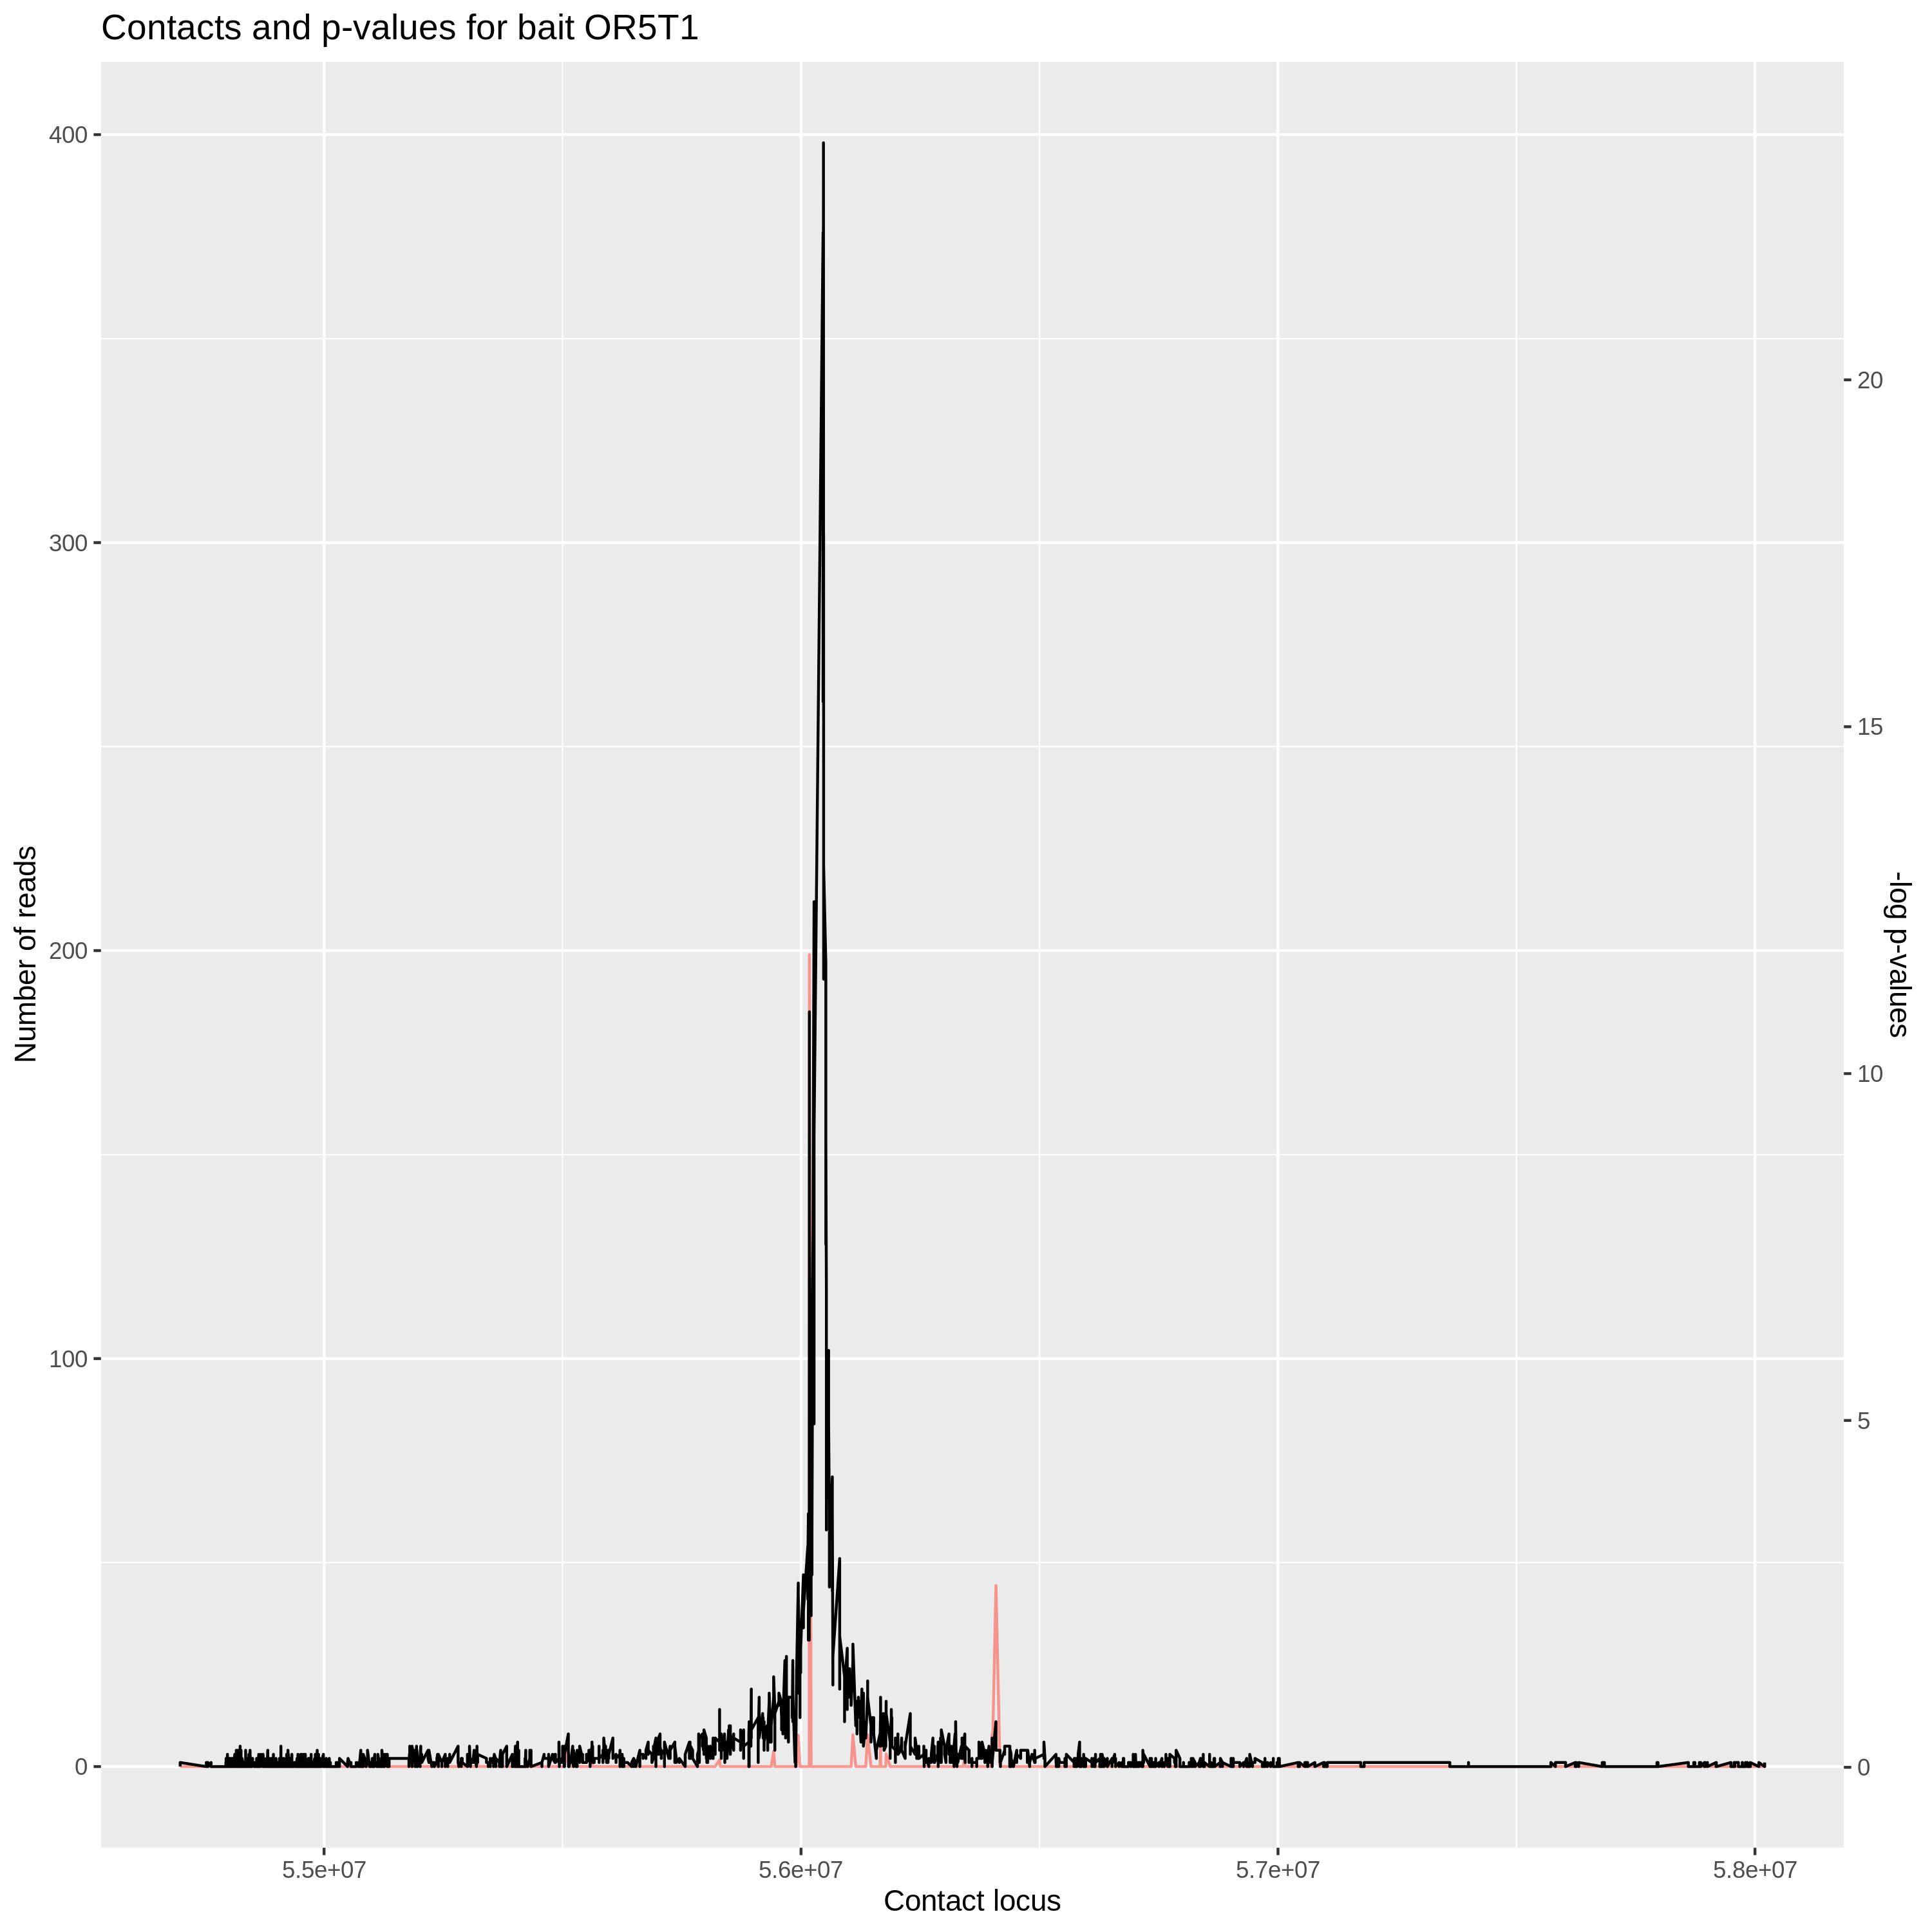 Contacts and p-values for bait OR5T1
400
300
200
100
0
Number of reads
20
15
10
5
0
-log p-values
5.5e+07
5.6e+07
5.7e+07
5.8e+07
Contact locus